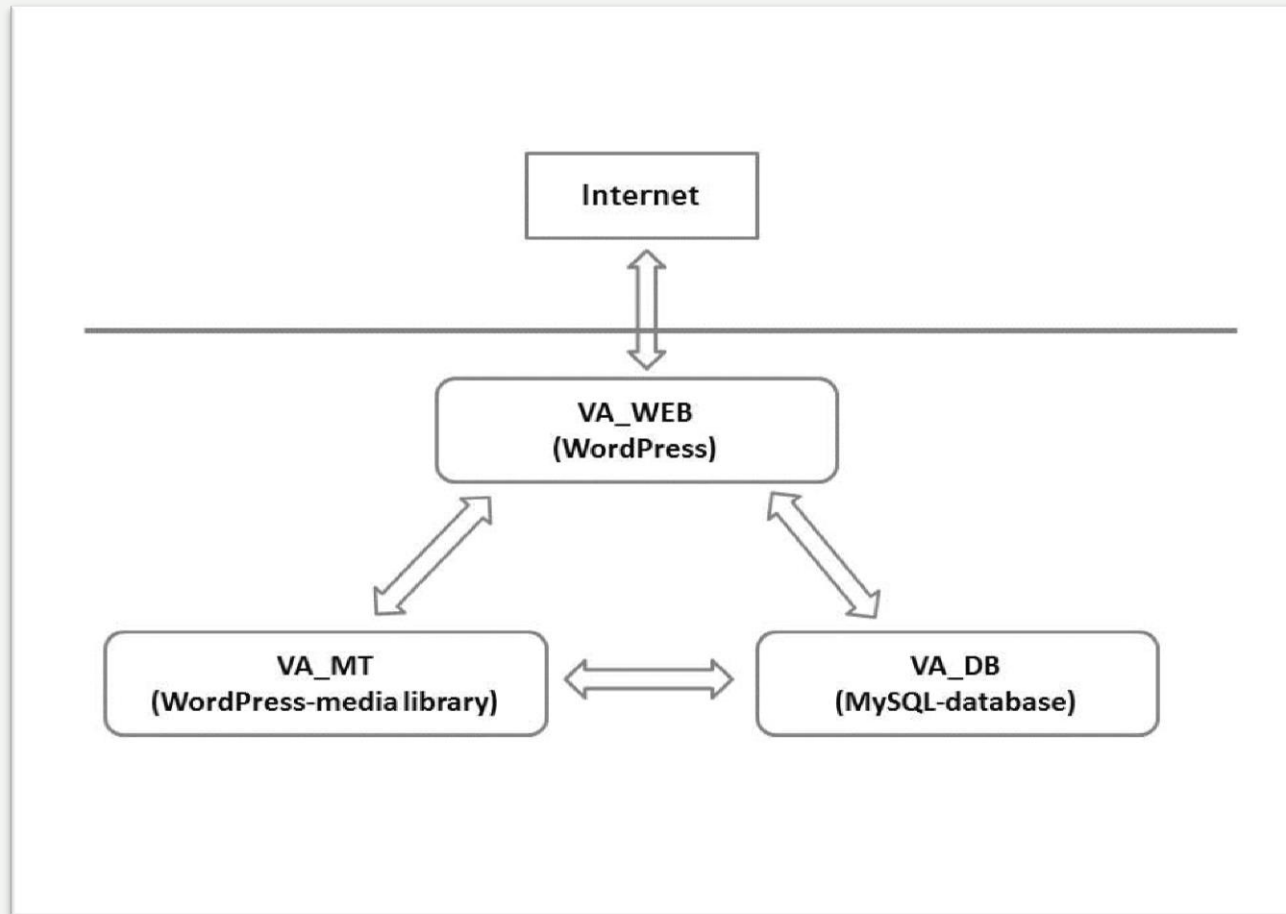 Internet
VA_WEB
(WordPress)
VA_MT
(WordPress-media library)
VA_DB
(MySQL-database)